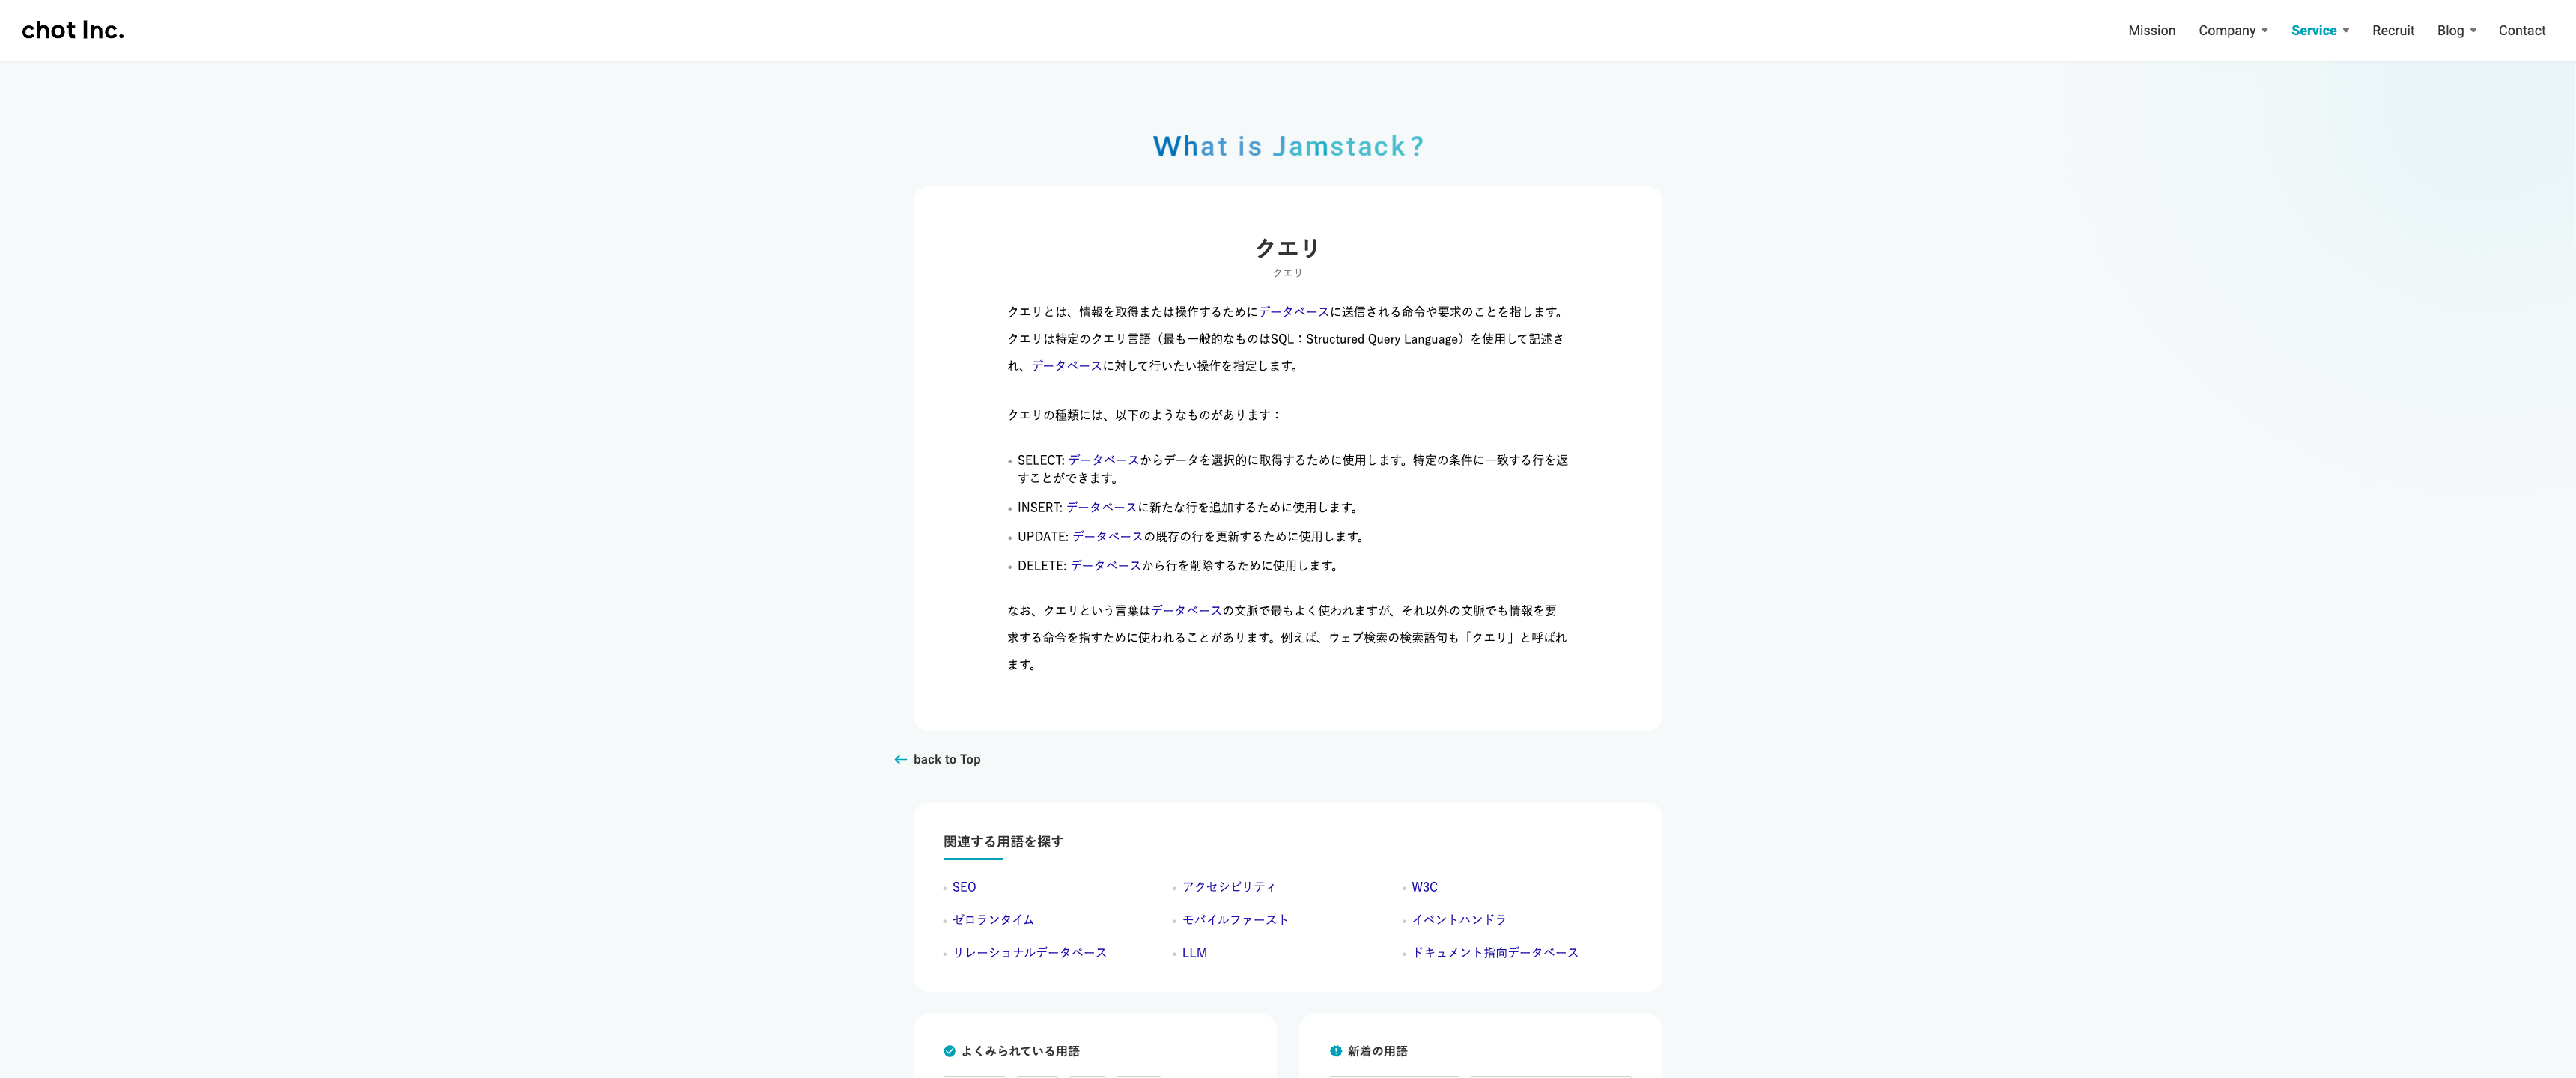 chot Inc.
Mission Company Service Recruit Blog Contact
What is Jamstack?
クエリ
クエリ
クエリとは、情報を取得または操作するためにデータベースに送信される命令や要求のことを指します。
クエリは特定のクエリ言語（最も一般的なものはSQL：Structured Query Language）を使用して記述さ
れ、データベースに対して行いたい操作を指定します。
クエリの種類には、以下のようなものがあります：
SELECT: データベースからデータを選択的に取得するために使用します。特定の条件に一致する行を返
すことができます。
INSERT: データベースに新たな行を追加するために使用します。
UPDATE: データベースの既存の行を更新するために使用します。
DELETE: データベースから行を削除するために使用します。
なお、クエリという言葉はデータベースの文脈で最もよく使われますが、それ以外の文脈でも情報を要
求する命令を指すために使われることがあります。例えば、ウェブ検索の検索語句も「クエリ」と呼ばれ
ます。
back to Top
関連する用語を探す
SEO アクセシビリティ W3C
ゼロランタイム モバイルファースト イベントハンドラ
リレーショナルデータベース LLM ドキュメント指向データベース
よくみられている用語 新着の用語